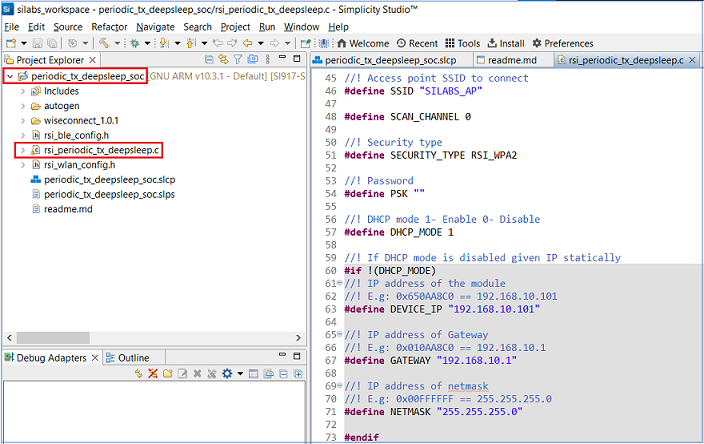 silabs_workspace - periodic_tx_deepsleep_soc/rsi_periodic_tx_deepsleep.c - Simplicity Studio™
File Edit Source Refactor Navigate Search Project Run Window Help
Welcome Recent Tools Install Preferences
Project Explorer
periodic_tx_deepsleep_soc [GNU ARM v10.3.1 - Default] [SI917-S
Includes
autogen
wiseconnect_1.0.1
rsi_ble_config.h
rsi_periodic_tx_deepsleep.c
rsi_wlan_config.h
periodic_tx_deepsleep_soc.slcp
periodic_tx_deepsleep_soc.slps
readme.md
Debug Adapters Outline
periodic_tx_deepsleep_soc.slcp readme.md rsi_periodic_tx_deepsleep.c
45 //! Access point SSID to connect
46 #define SSID "SILABS_AP"
47
48 #define SCAN_CHANNEL 0
49
50 //! Security type
51 #define SECURITY_TYPE RSI_WPA2
52
53 //! Password
54 #define PSK ""
55
56 //! DHCP mode 1- Enable 0- Disable
57 #define DHCP_MODE 1
58
59 //! If DHCP mode is disabled given IP statically
60 #if !(DHCP_MODE)
61 //! IP address of the module
62 //! E.g: 0x650AA8C0 == 192.168.10.101
63 #define DEVICE_IP "192.168.10.101"
64
65 //! IP address of Gateway
66 //! E.g: 0x010AA8C0 == 192.168.10.1
67 #define GATEWAY "192.168.10.1"
68
69 //! IP address of netmask
70 //! E.g: 0x00FFFFFF == 255.255.255.0
71 #define NETMASK "255.255.255.0"
72
73 #endif